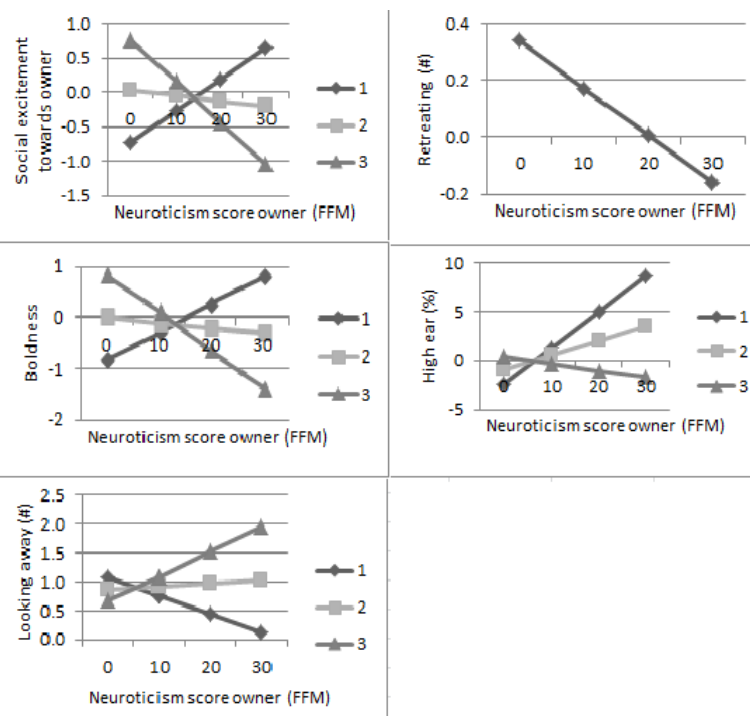 Social excitement
towards owner
1.0
0.5
0.0
-0.5
-1.0
-1.5
0 10 20 30
Neuroticism score owner (FFM)
1
2
3
Retreating (#)
0.4
0.2
0.0
-0.2
0 10 20 30
Neuroticism score owner (FFM)
Boldness
1
0
-1
-2
0 10 20 30
Neuroticism score owner (FFM)
1
2
3
High ear (%)
10
5
0
-5
0 10 20 30
Neuroticism score owner (FFM)
1
2
3
Looking away (#)
2.5
2.0
1.5
1.0
0.5
0.0
0 10 20 30
Neuroticism score owner (FFM)
1
2
3